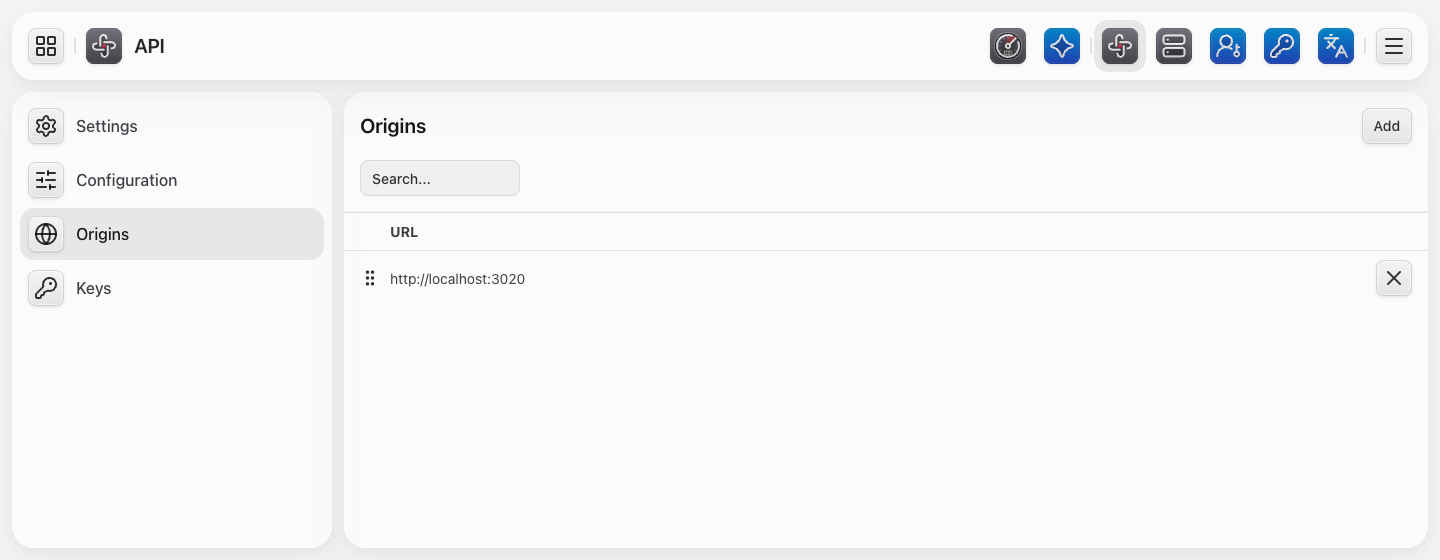 API
Settings
Configuration
Origins
Keys
Origins
Add
Search...
URL
http://localhost:3020